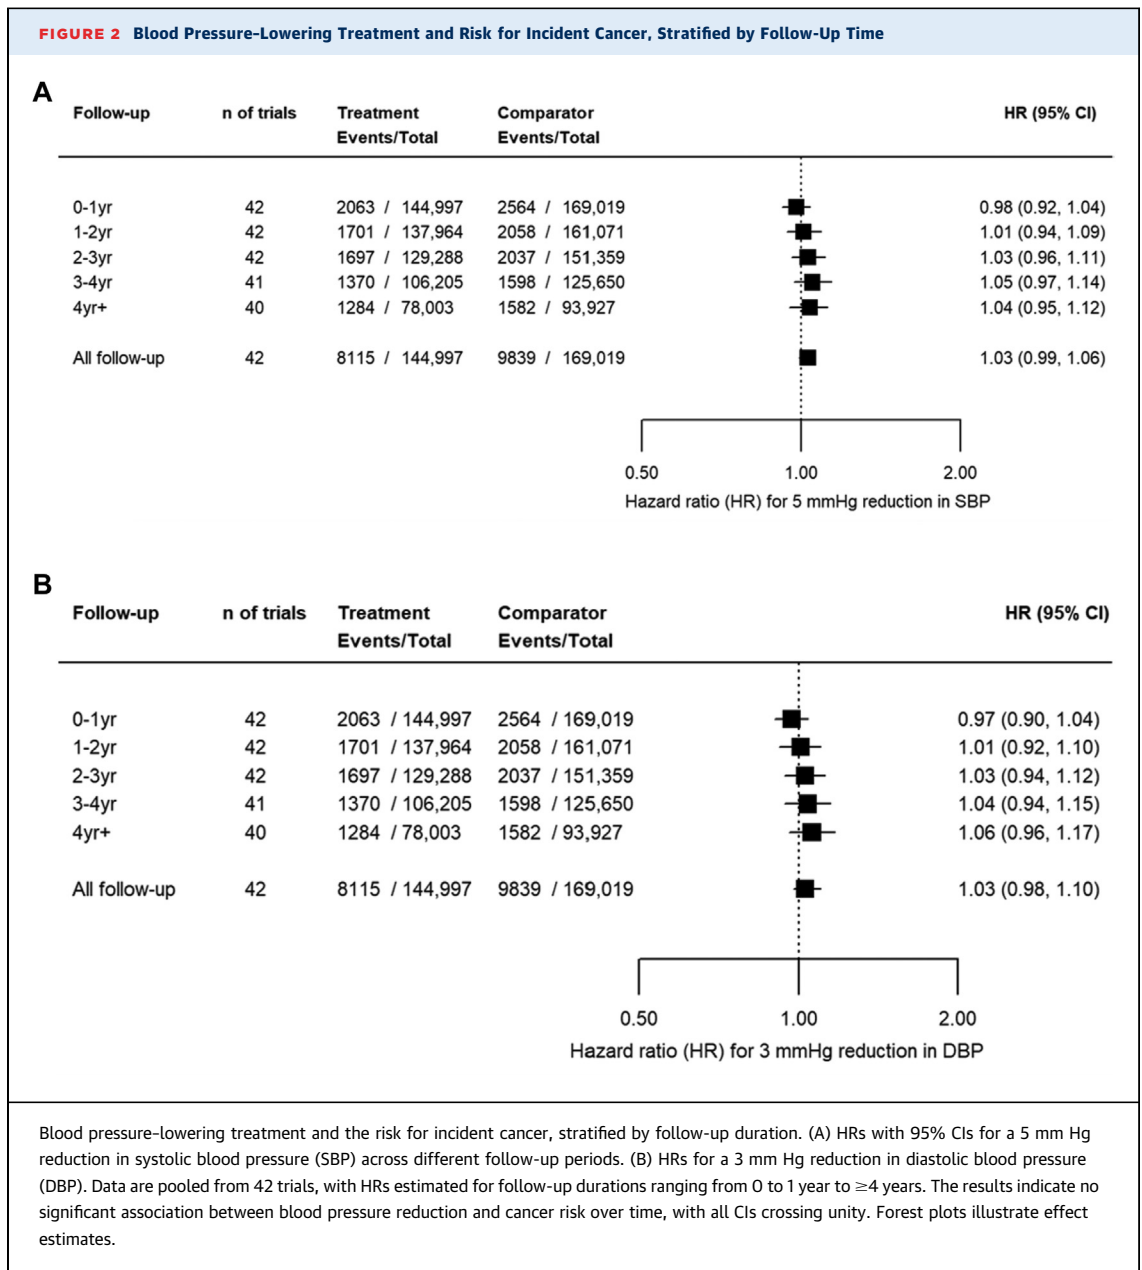 FIGURE 2 Blood Pressure-Lowering Treatment and Risk for Incident Cancer, Stratified by Follow-Up Time
A
Follow-up n of trials Treatment Comparator HR (95% CI)
Events/Total Events/Total
0-1yr 42 2063 / 144,997 2564 / 169,019 0.98 (0.92, 1.04)
1-2yr 42 1701 / 137,964 2058 / 161,071 1.01 (0.94, 1.09)
2-3yr 42 1697 / 129,288 2037 / 151,359 1.03 (0.96, 1.11)
3-4yr 41 1370 / 106,205 1598 / 125,650 1.05 (0.97, 1.14)
4yr+ 40 1284 / 78,003 1582 / 93,927 1.04 (0.95, 1.12)
All follow-up 42 8115 / 144,997 9839 / 169,019 1.03 (0.99, 1.06)
0.50 1.00 2.00
Hazard ratio (HR) for 5 mmHg reduction in SBP
B
Follow-up n of trials Treatment Comparator HR (95% CI)
Events/Total Events/Total
0-1yr 42 2063 / 144,997 2564 / 169,019 0.97 (0.90, 1.04)
1-2yr 42 1701 / 137,964 2058 / 161,071 1.01 (0.92, 1.10)
2-3yr 42 1697 / 129,288 2037 / 151,359 1.03 (0.94, 1.12)
3-4yr 41 1370 / 106,205 1598 / 125,650 1.04 (0.94, 1.15)
4yr+ 40 1284 / 78,003 1582 / 93,927 1.06 (0.96, 1.17)
All follow-up 42 8115 / 144,997 9839 / 169,019 1.03 (0.98, 1.10)
0.50 1.00 2.00
Hazard ratio (HR) for 3 mmHg reduction in DBP
Blood pressure-lowering treatment and the risk for incident cancer, stratified by follow-up duration. (A) HRs with 95% CIs for a 5 mm Hg
reduction in systolic blood pressure (SBP) across different follow-up periods. (B) HRs for a 3 mm Hg reduction in diastolic blood pressure
(DBP). Data are pooled from 42 trials, with HRs estimated for follow-up durations ranging from 0 to 1 year to ≥4 years. The results indicate no
significant association between blood pressure reduction and cancer risk over time, with all CIs crossing unity. Forest plots illustrate effect
estimates.